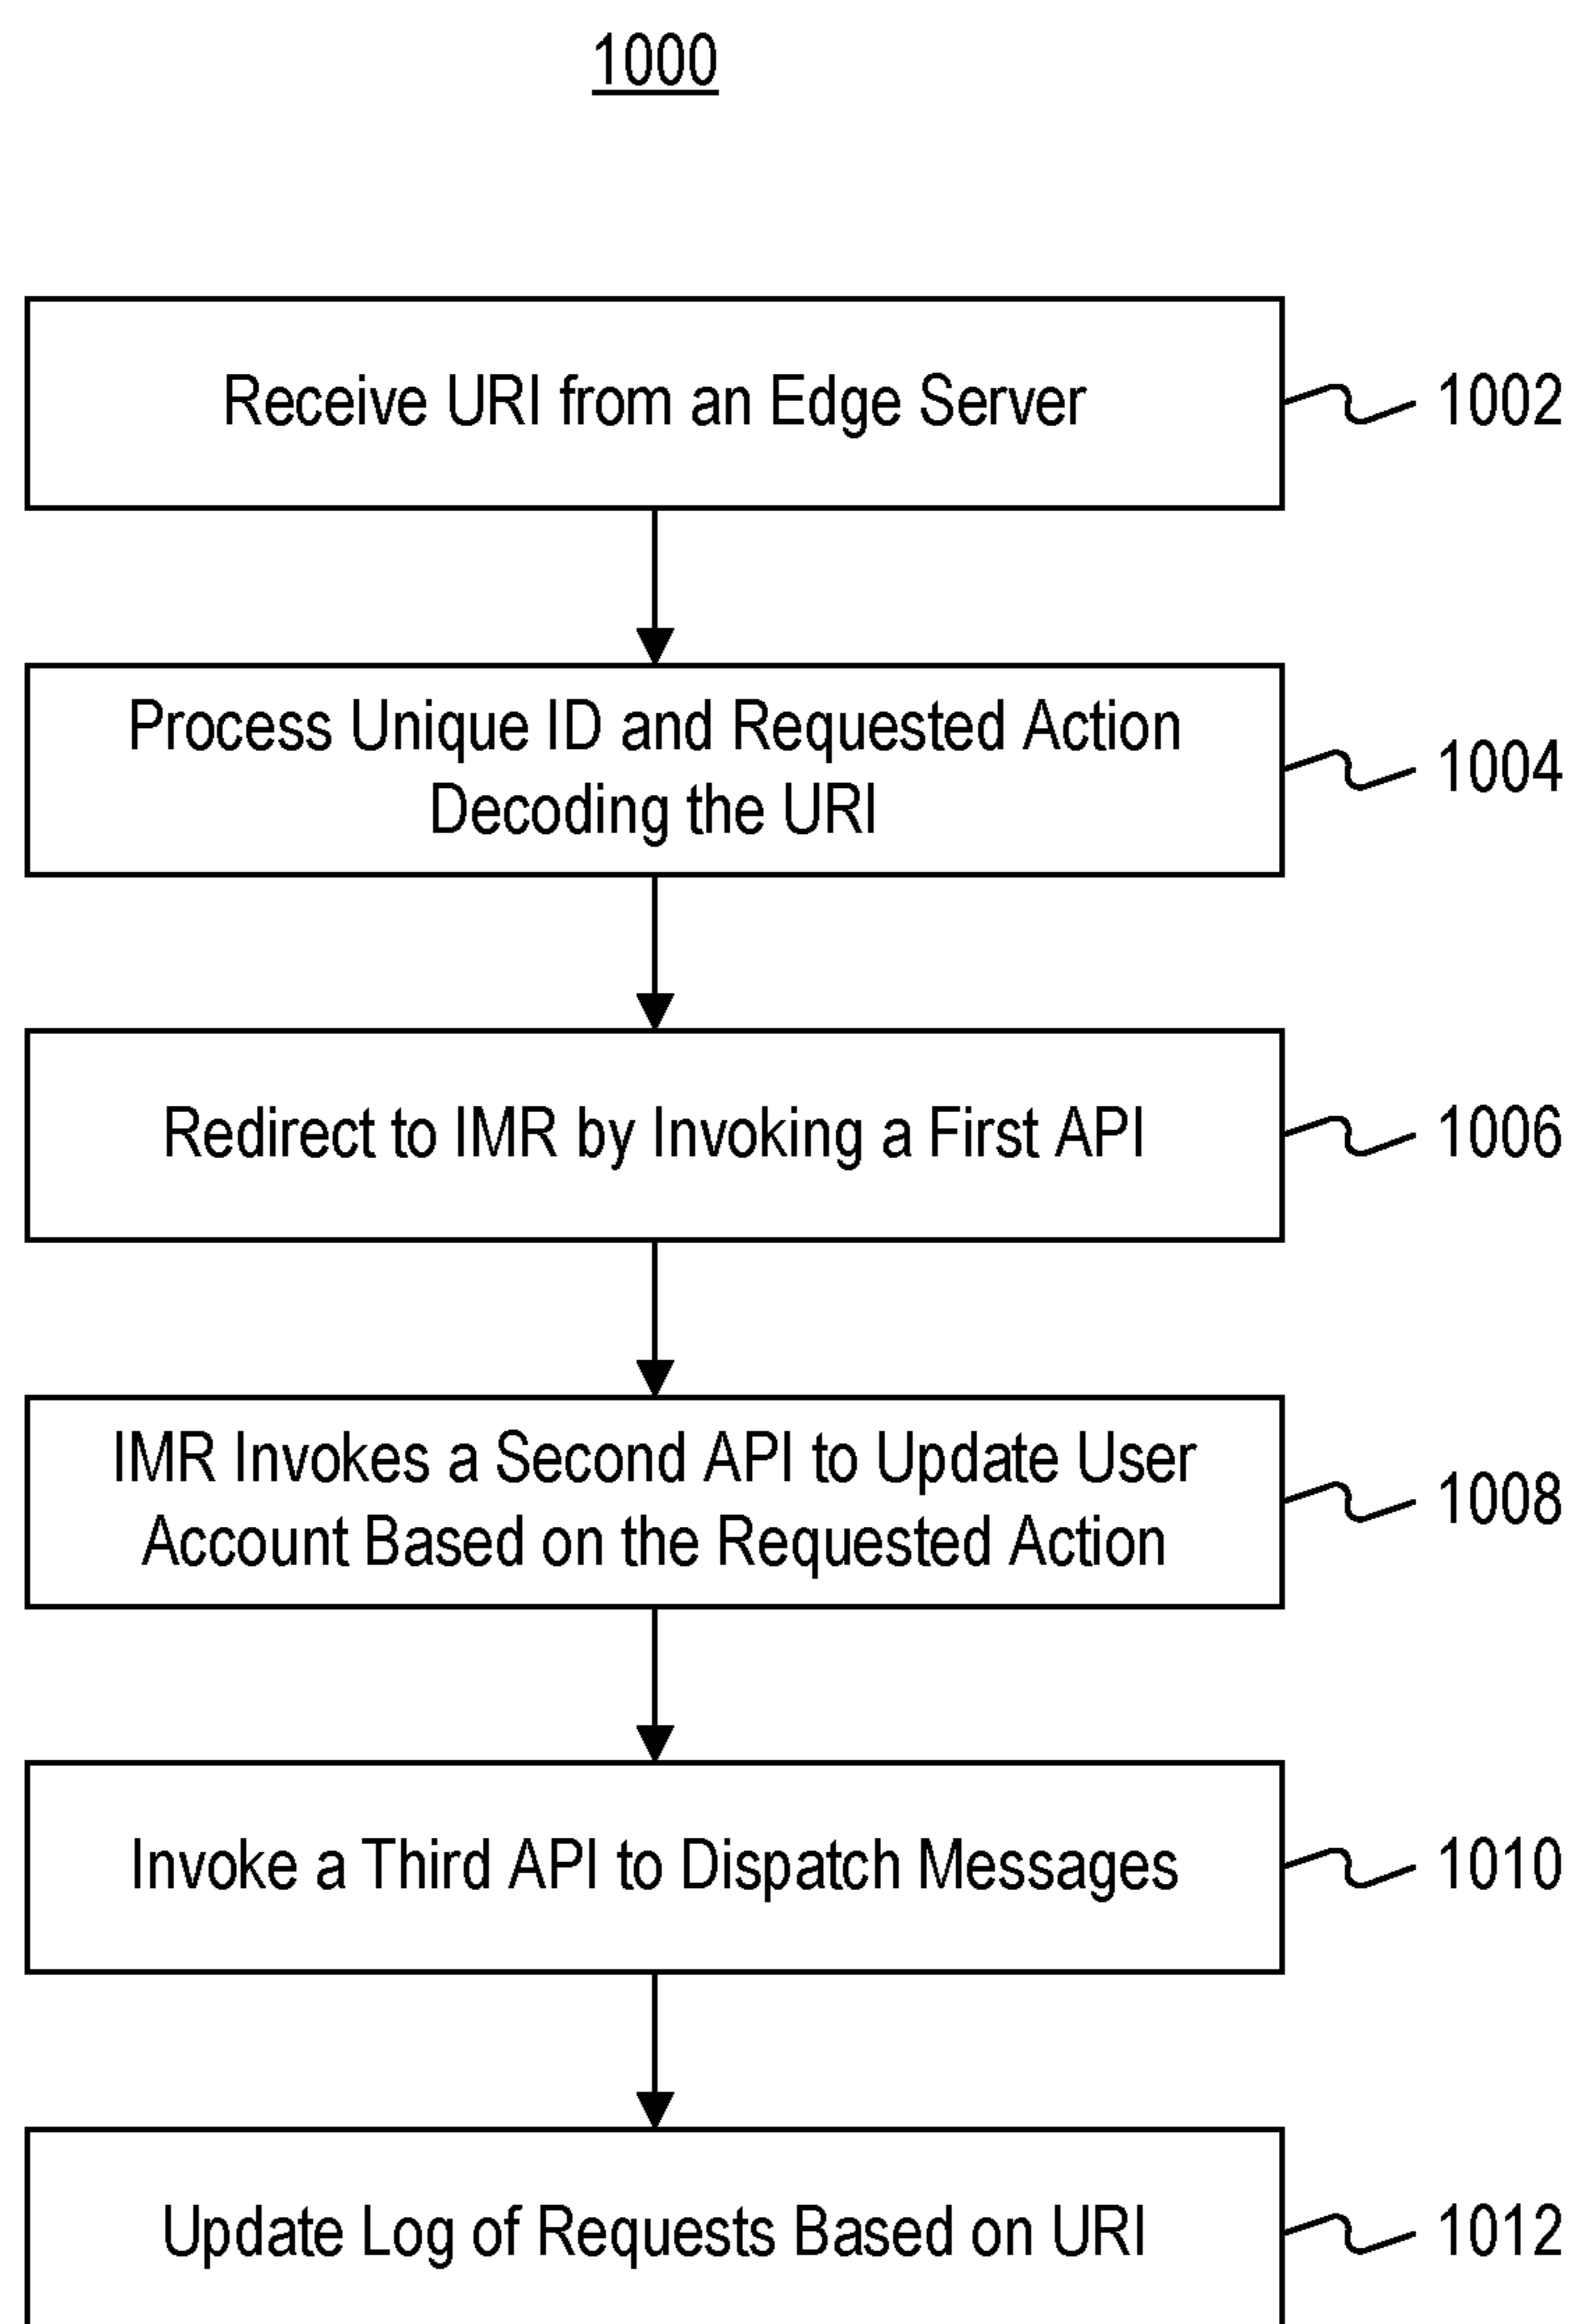 1000
Receive URI from an Edge Server
1002
Process Unique ID and Requested Action
Decoding the URI
1004
Redirect to IMR by Invoking a First API
1006
IMR Invokes a Second API to Update User
Account Based on the Requested Action
1008
Invoke a Third API to Dispatch Messages
1010
Update Log of Requests Based on URI
1012